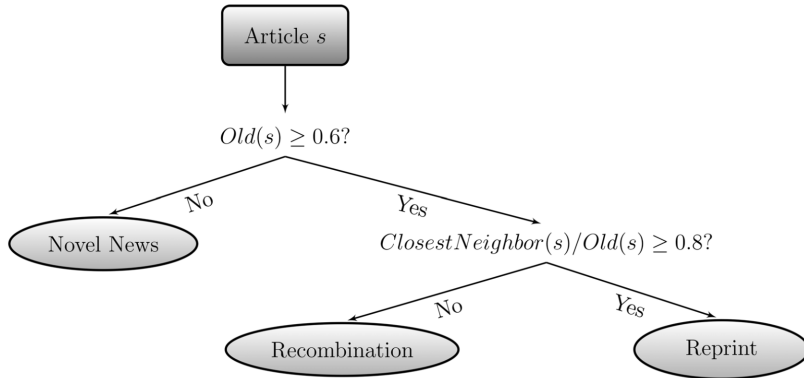 Article s
Old(s) ≥ 0.6?
No
Yes
Novel News
ClosestNeighbor(s)/Old(s) ≥ 0.8?
No
Yes
Recombination
Reprint